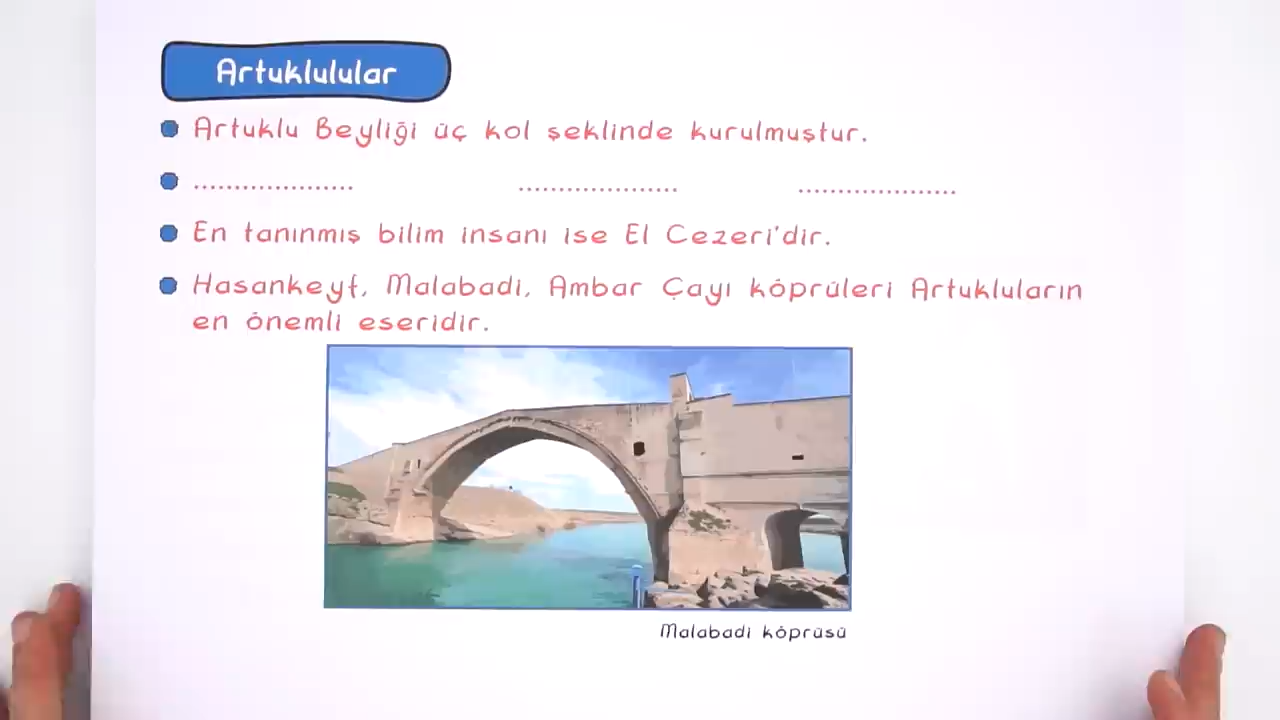 Artuklulular
Artuklu Beyliği üç kol şeklinde kurulmuştur.
.................... .................... ....................
En tanınmış bilim insanı ise El Cezeri'dir.
Hasankeyf, Malabadi, Ambar Çayı köprüleri Artukluların
en önemli eseridir.
Malabadi köprüsü